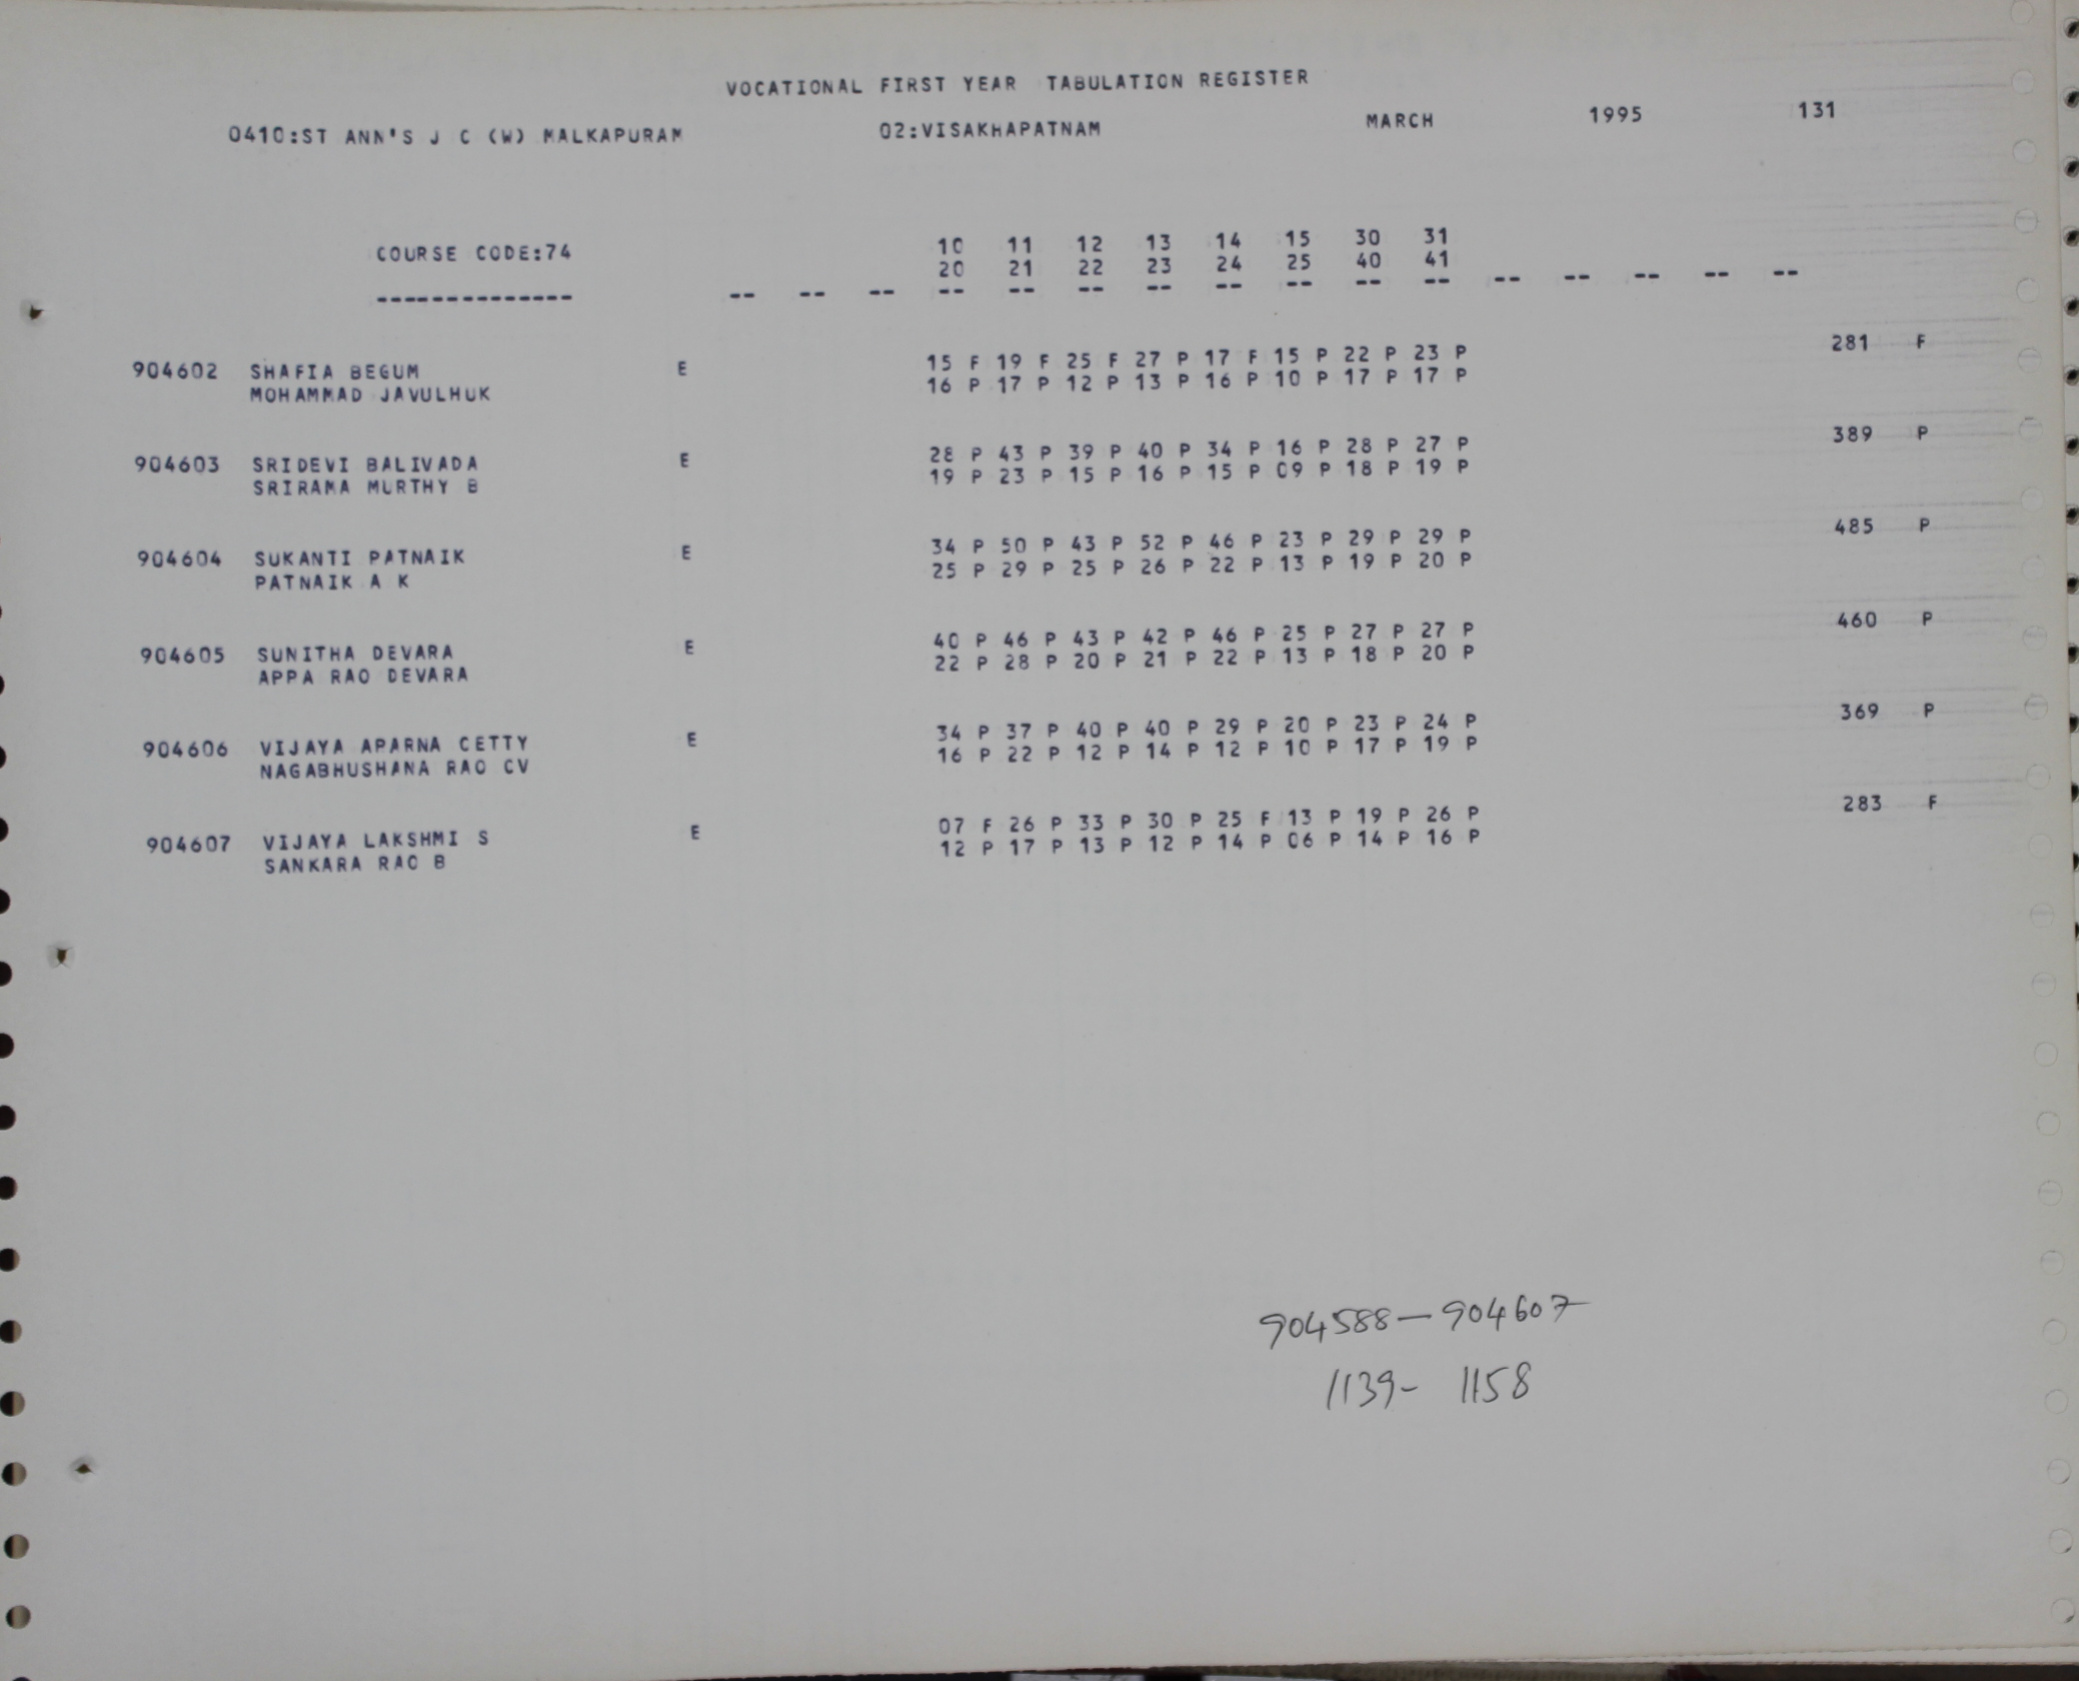 VOCATIONAL FIRST YEAR TABULATION REGISTER
0410:ST ANN'S J C (W) MALKAPURAM 02:VISAKHAPATNAM MARCH 1995 131
COURSE CODE:74 10 11 12 13 14 15 30 31
20 21 22 23 24 25 40 41
-------------- -- -- -- -- -- -- -- -- -- -- -- -- -- -- -- --
904602 SHAFIA BEGUM E 15 F 19 F 25 F 27 P 17 F 15 P 22 P 23 P 281 F
MOHAMMAD JAVULHUK 16 P 17 P 12 P 13 P 16 P 10 P 17 P 17 P
904603 SRIDEVI BALIVADA E 28 P 43 P 39 P 40 P 34 P 16 P 28 P 27 P 389 P
SRIRAMA MURTHY B 19 P 23 P 15 P 16 P 15 P 09 P 18 P 19 P
904604 SUKANTI PATNAIK E 34 P 50 P 43 P 52 P 46 P 23 P 29 P 29 P 485 P
PATNAIK A K 25 P 29 P 25 P 26 P 22 P 13 P 19 P 20 P
904605 SUNITHA DEVARA E 40 P 46 P 43 P 42 P 46 P 25 P 27 P 27 P 460 P
APPA RAO DEVARA 22 P 28 P 20 P 21 P 22 P 13 P 18 P 20 P
904606 VIJAYA APARNA CETTY E 34 P 37 P 40 P 40 P 29 P 20 P 23 P 24 P 369 P
NAGABHUSHANA RAO CV 16 P 22 P 12 P 14 P 12 P 10 P 17 P 19 P
904607 VIJAYA LAKSHMI S E 07 F 26 P 33 P 30 P 25 F 13 P 19 P 26 P 283 F
SANKARA RAO B 12 P 17 P 13 P 12 P 14 P 06 P 14 P 16 P
904588-904607
1139- 1158